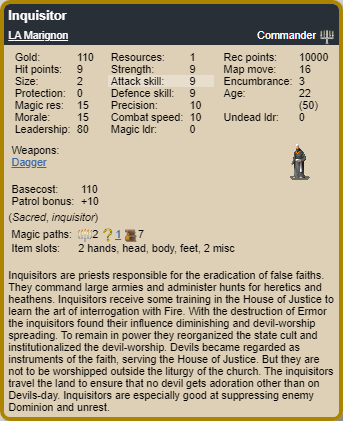 Inquisitor
LA Marignon Commander
Gold: 110 Resources: 1 Rec points: 10000
Hit points: 9 Strength: 9 Map move: 16
Size: 2 Attack skill: 9 Encumbrance: 3
Protection: 0 Defence skill: 9 Age: 22
Magic res: 15 Precision: 10 (50)
Morale: 15 Combat speed: 10 Undead ldr: 0
Leadership: 80 Magic ldr: 0
Weapons:
Dagger
Basecost: 110
Patrol bonus: +10
(Sacred, inquisitor)
Magic paths: 2 ? 1 7
Item slots: 2 hands, head, body, feet, 2 misc
Inquisitors are priests responsible for the eradication of false faiths.
They command large armies and administer hunts for heretics and
heathens. Inquisitors receive some training in the House of Justice to
learn the art of interrogation with Fire. With the destruction of Ermor
the inquisitors found their influence diminishing and devil-worship
spreading. To remain in power they reorganized the state cult and
institutionalized the devil-worship. Devils became regarded as
instruments of the faith, serving the House of Justice. But they are
not to be worshipped outside the liturgy of the church. The inquisitors
travel the land to ensure that no devil gets adoration other than on
Devils-day. Inquisitors are especially good at suppressing enemy
Dominion and unrest.